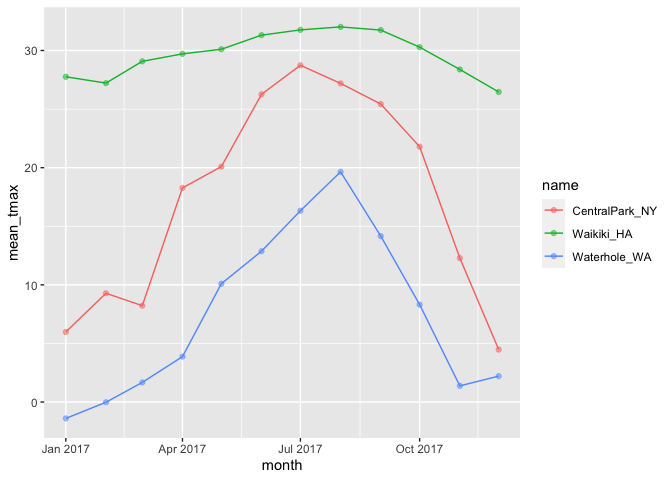 30
20
10
0
mean_tmax
Jan 2017
Apr 2017
Jul 2017
Oct 2017
month
name
CentralPark_NY
Waikiki_HA
Waterhole_WA